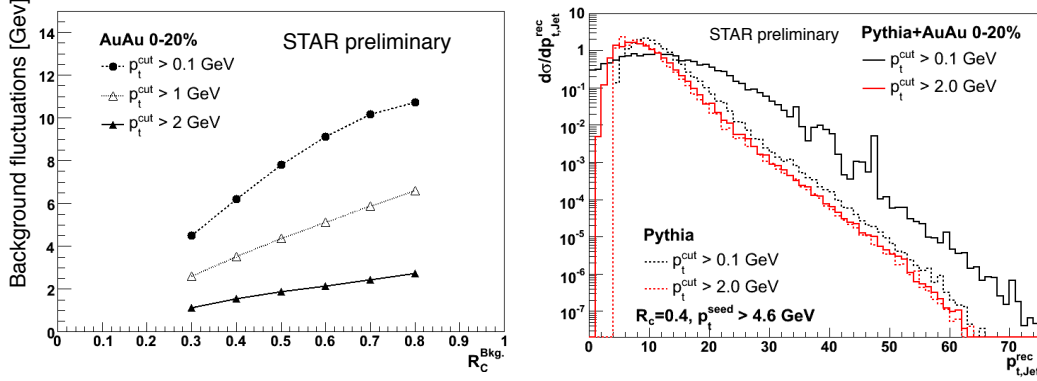 Background fluctuations [Gev]
14
12
10
8
6
4
2
0
AuAu 0-20%
p_t^cut > 0.1 GeV
p_t^cut > 1 GeV
p_t^cut > 2 GeV
STAR preliminary
0 0.1 0.2 0.3 0.4 0.5 0.6 0.7 0.8 0.9 1
R_C^Bkg.
dσ/dp_t,Jet^rec
10
1
10^-1
10^-2
10^-3
10^-4
10^-5
10^-6
10^-7
STAR preliminary
Pythia+AuAu 0-20%
p_t^cut > 0.1 GeV
p_t^cut > 2.0 GeV
Pythia
p_t^cut > 0.1 GeV
p_t^cut > 2.0 GeV
R_c=0.4, p_t^seed > 4.6 GeV
0 10 20 30 40 50 60 70
p_t,Jet^rec